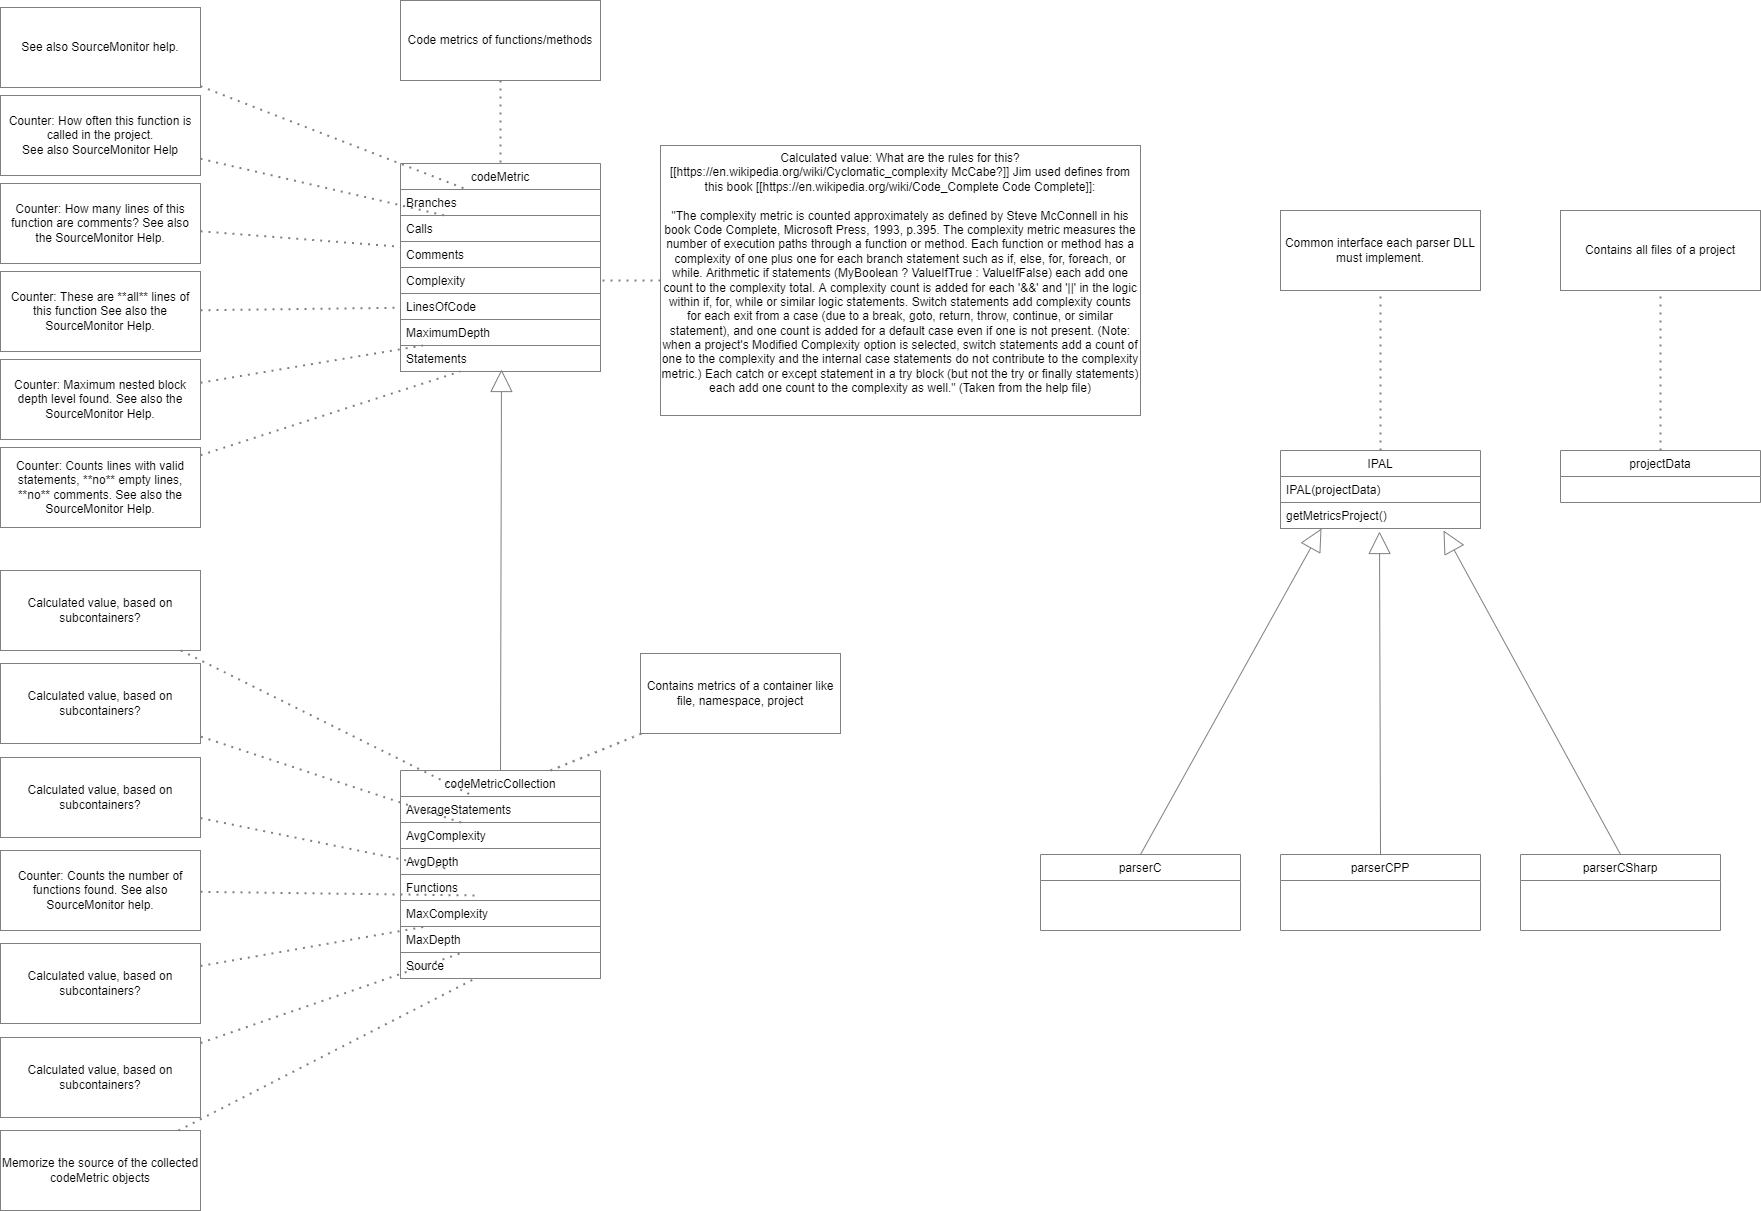 See also SourceMonitor help.
Code metrics of functions/methods
Counter: How often this function is
called in the project.
See also SourceMonitor Help
Counter: How many lines of this
function are comments? See also
the SourceMonitor Help.
Counter: These are **all** lines of
this function See also the
SourceMonitor Help.
Counter: Maximum nested block
depth level found. See also the
SourceMonitor Help.
Counter: Counts lines with valid
statements, **no** empty lines,
**no** comments. See also the
SourceMonitor Help.
codeMetric
Branches
Calls
Comments
Complexity
LinesOfCode
MaximumDepth
Statements
Calculated value: What are the rules for this?
[[https://en.wikipedia.org/wiki/Cyclomatic_complexity McCabe?]] Jim used defines from
this book [[https://en.wikipedia.org/wiki/Code_Complete Code Complete]]:
"The complexity metric is counted approximately as defined by Steve McConnell in his
book Code Complete, Microsoft Press, 1993, p.395. The complexity metric measures the
number of execution paths through a function or method. Each function or method has a
complexity of one plus one for each branch statement such as if, else, for, foreach, or
while. Arithmetic if statements (MyBoolean ? ValueIfTrue : ValueIfFalse) each add one
count to the complexity total. A complexity count is added for each '&&' and '||' in the logic
within if, for, while or similar logic statements. Switch statements add complexity counts
for each exit from a case (due to a break, goto, return, throw, continue, or similar
statement), and one count is added for a default case even if one is not present. (Note:
when a project's Modified Complexity option is selected, switch statements add a count of
one to the complexity and the internal case statements do not contribute to the complexity
metric.) Each catch or except statement in a try block (but not the try or finally statements)
each add one count to the complexity as well." (Taken from the help file)
Common interface each parser DLL
must implement.
Contains all files of a project
IPAL
IPAL(projectData)
getMetricsProject()
projectData
Calculated value, based on
subcontainers?
Calculated value, based on
subcontainers?
Calculated value, based on
subcontainers?
Counter: Counts the number of
functions found. See also
SourceMonitor help.
Calculated value, based on
subcontainers?
Calculated value, based on
subcontainers?
Memorize the source of the collected
codeMetric objects
Contains metrics of a container like
file, namespace, project
codeMetricCollection
AverageStatements
AvgComplexity
AvgDepth
Functions
MaxComplexity
MaxDepth
Source
parserC
parserCPP
parserCSharp